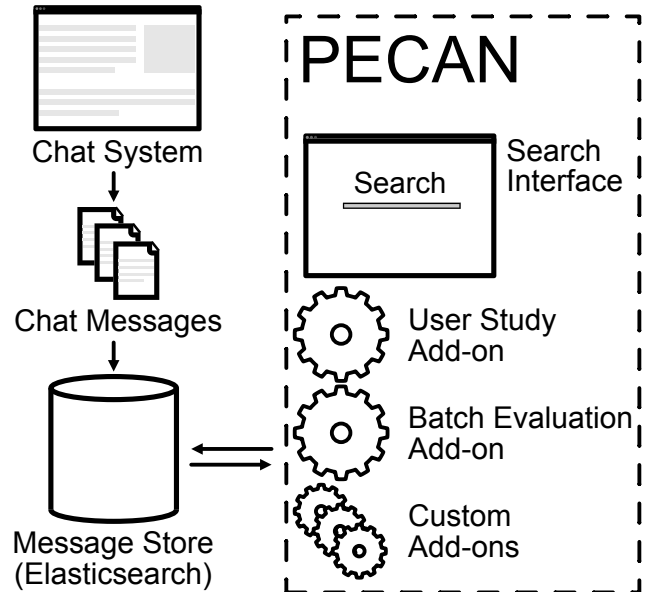 PECAN
Chat System
Search
Search
Interface
Chat Messages
User Study
Add-on
Batch Evaluation
Add-on
Message Store
(Elasticsearch)
Custom
Add-ons